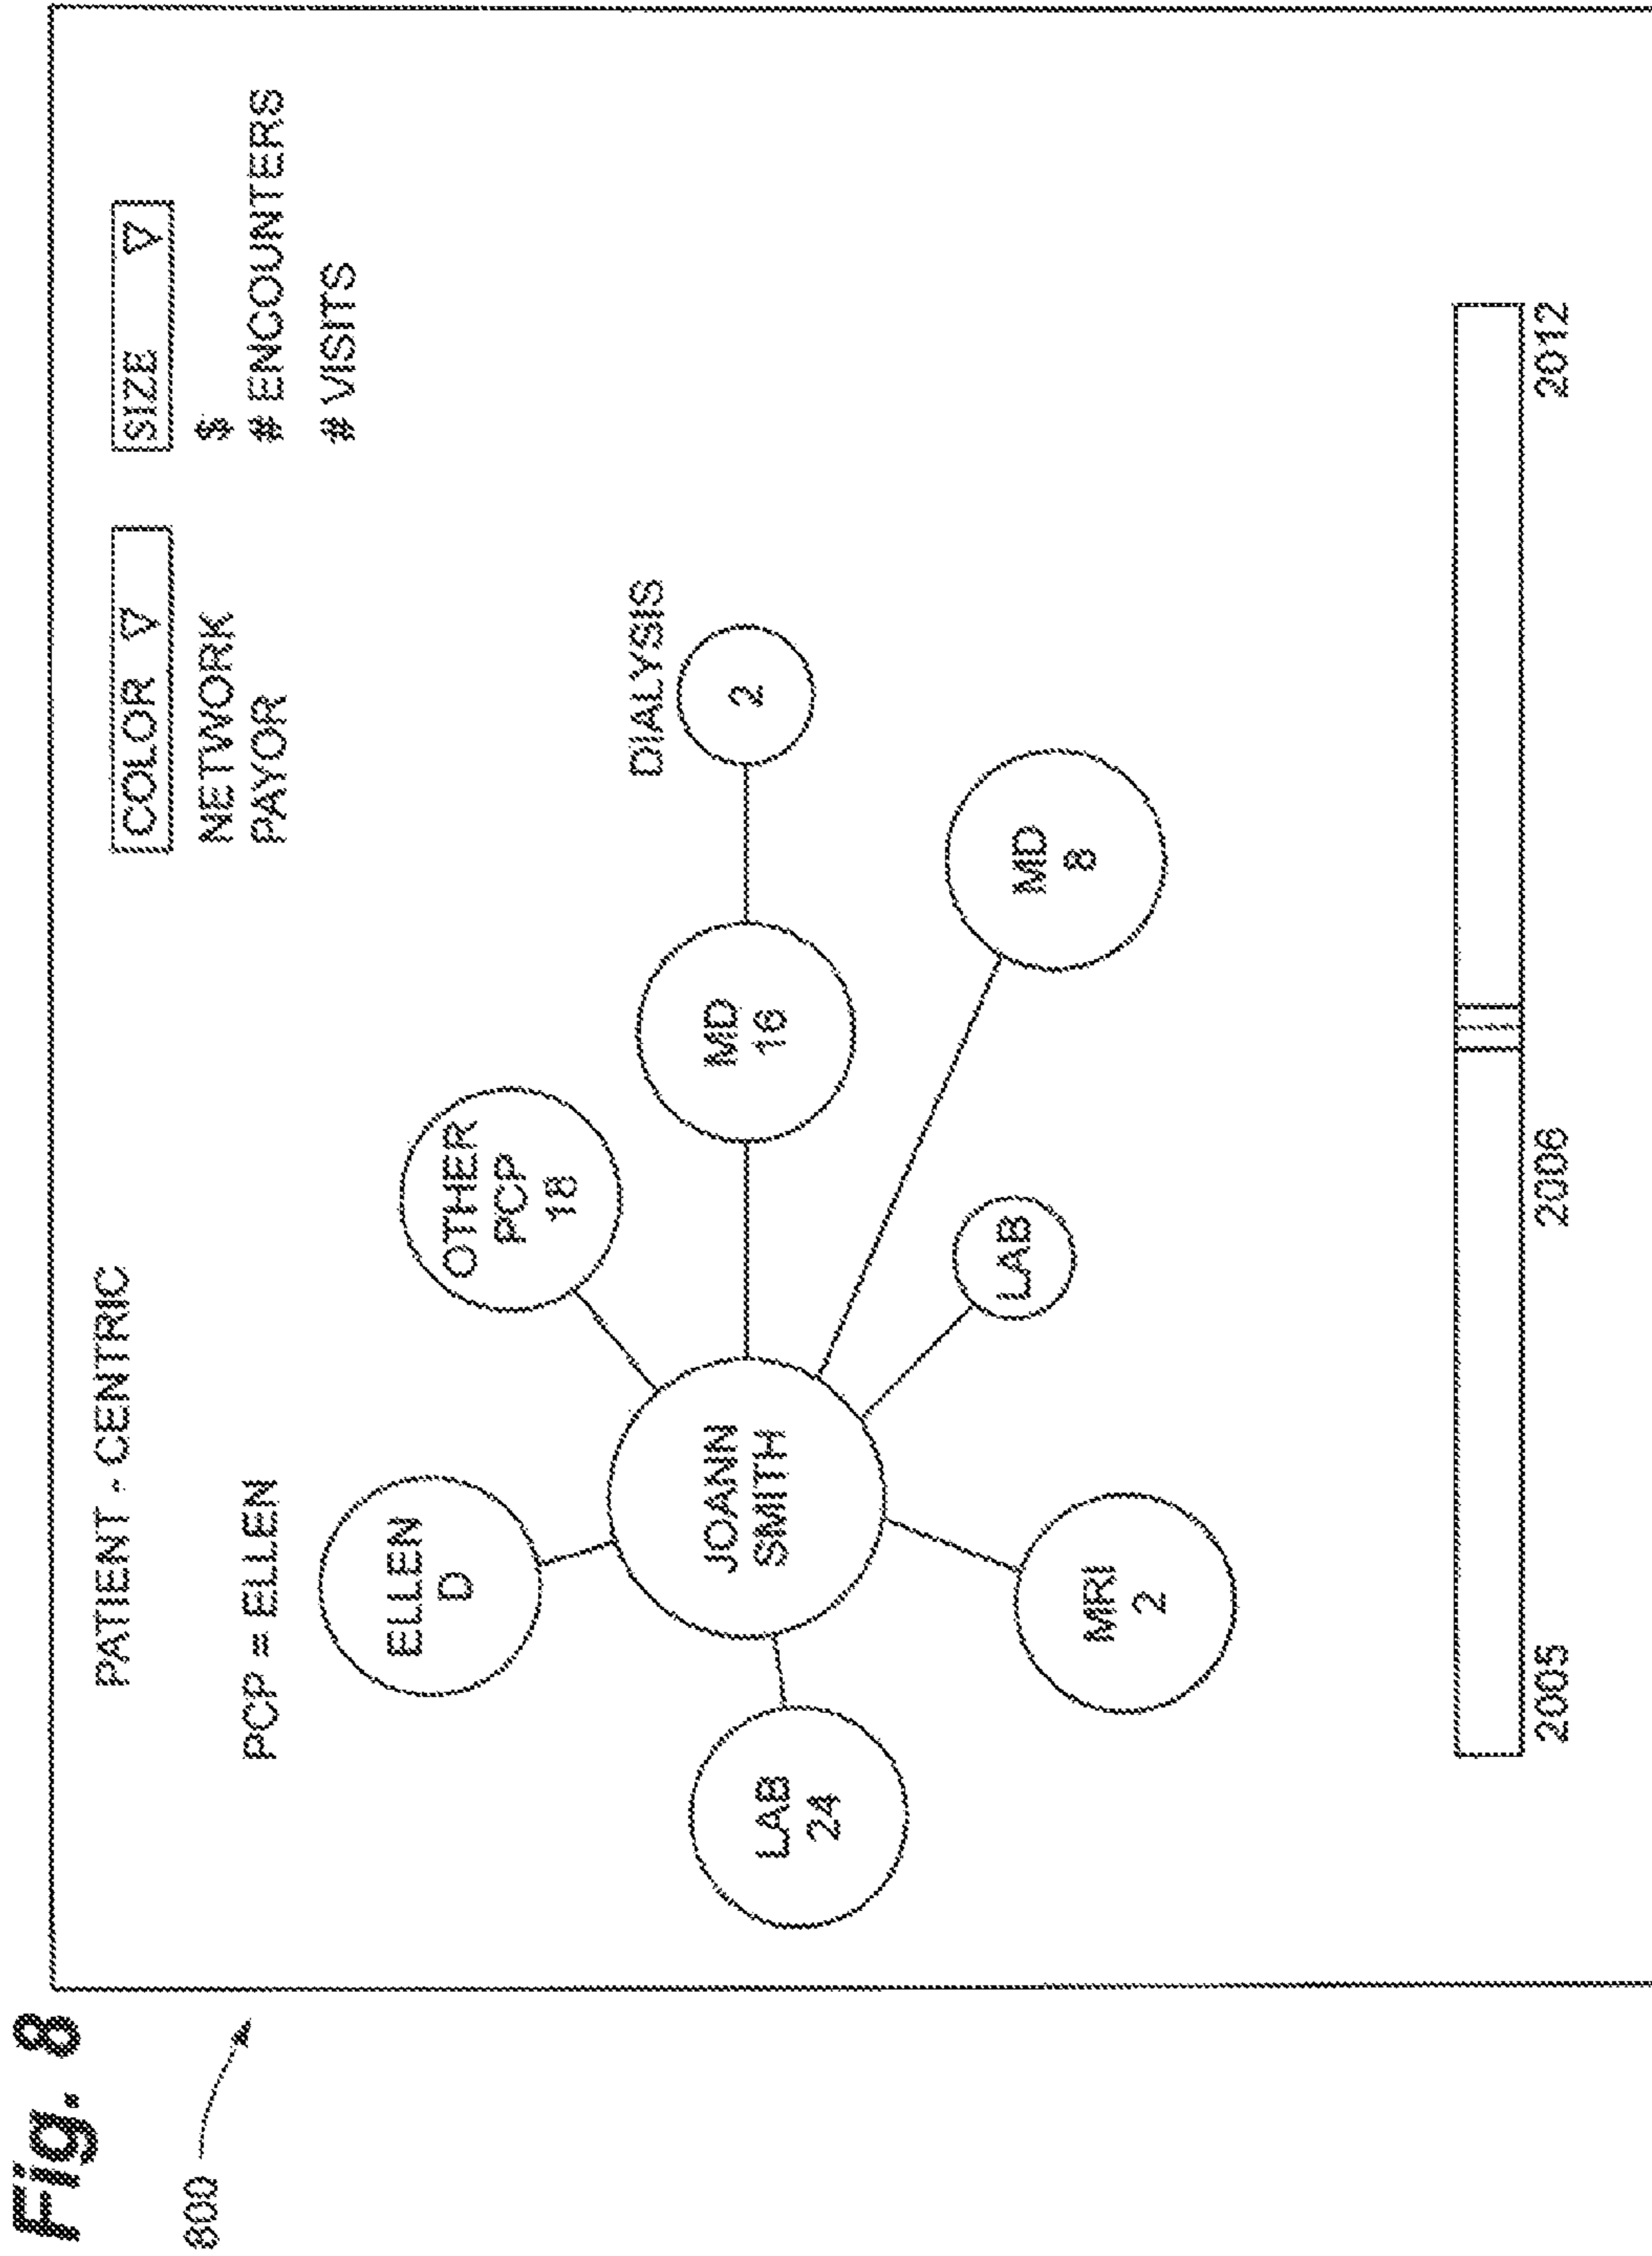 Fig. 8
800
PATIENT - CENTRIC
COLOR ∇
SIZE ∇
NETWORK
PAYOR
$
# ENCOUNTERS
# VISITS
PCP = ELLEN
ELLEN
D
OTHER
PCP
18
DIALYSIS
2
MD
16
JOANN
SMITH
LAB
24
MD
8
LAB
MRI
2
2005
2006
2012